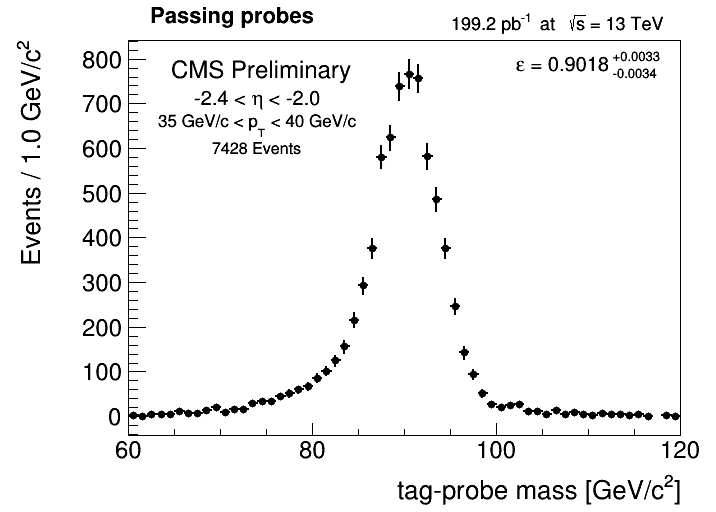 Passing probes
199.2 pb⁻¹ at √s = 13 TeV
CMS Preliminary
ε = 0.9018 +0.0033 -0.0034
-2.4 < η < -2.0
35 GeV/c < p_T < 40 GeV/c
7428 Events
Events / 1.0 GeV/c²
800
700
600
500
400
300
200
100
0
60 80 100 120
tag-probe mass [GeV/c²]